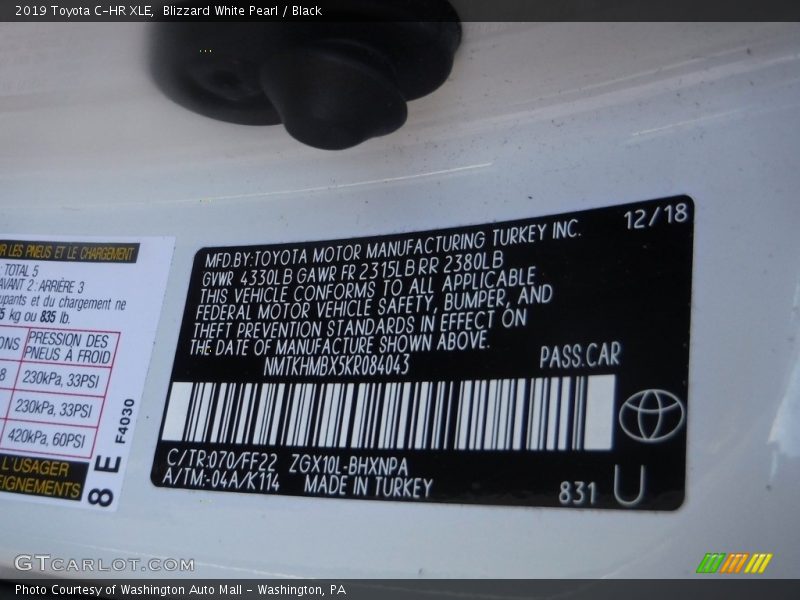 2019 Toyota C-HR XLE,  Blizzard White Pearl / Black
R LES PNEUS ET LE CHARGEMENT
: TOTAL 5
AVANT 2 : ARRIÈRE 3
upants et du chargement ne
5 kg ou 835 lb.
ONS
PRESSION DES
PNEUS À FROID
8
230kPa, 33PSI
230kPa, 33PSI
420kPa, 60PSI
L'USAGER
EIGNEMENTS
8 E F4030
12/18
MFD.BY:TOYOTA MOTOR MANUFACTURING TURKEY INC.
GVWR 4330LB GAWR FR 2315LB RR 2380LB
THIS VEHICLE CONFORMS TO ALL APPLICABLE
FEDERAL MOTOR VEHICLE SAFETY, BUMPER, AND
THEFT PREVENTION STANDARDS IN EFFECT ON
THE DATE OF MANUFACTURE SHOWN ABOVE.
NMTKHMBX5KR084043
PASS.CAR
C/TR:070/FF22 ZGX10L-BHXNPA
A/TM:-04A/K114 MADE IN TURKEY
831 U
GTCARLOT.COM
Photo Courtesy of Washington Auto Mall - Washington, PA